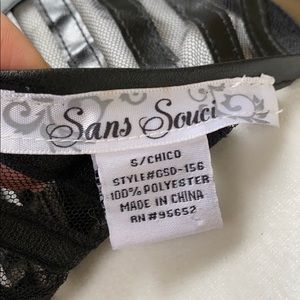 Sans Souci
S/CHICO
STYLE#GSD-156
100% POLYESTER
MADE IN CHINA
RN#95652